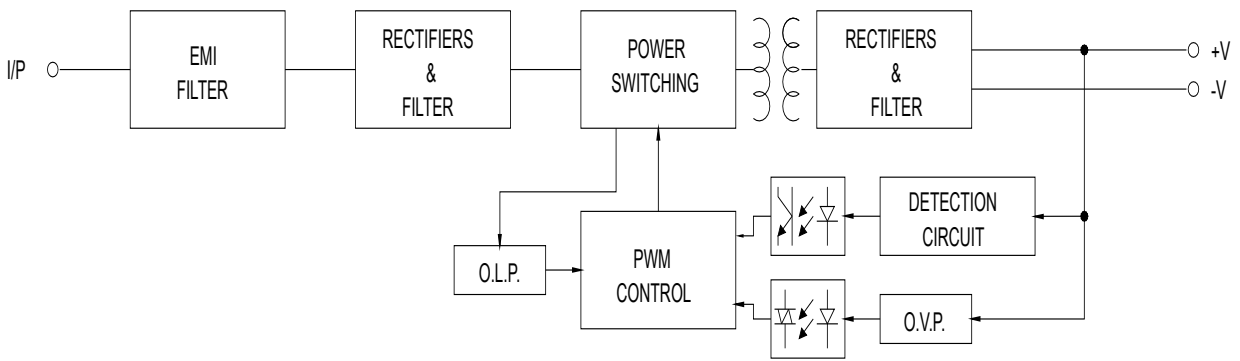 I/P
EMI
FILTER
RECTIFIERS
&
FILTER
POWER
SWITCHING
RECTIFIERS
&
FILTER
+V
-V
O.L.P.
PWM
CONTROL
DETECTION
CIRCUIT
O.V.P.